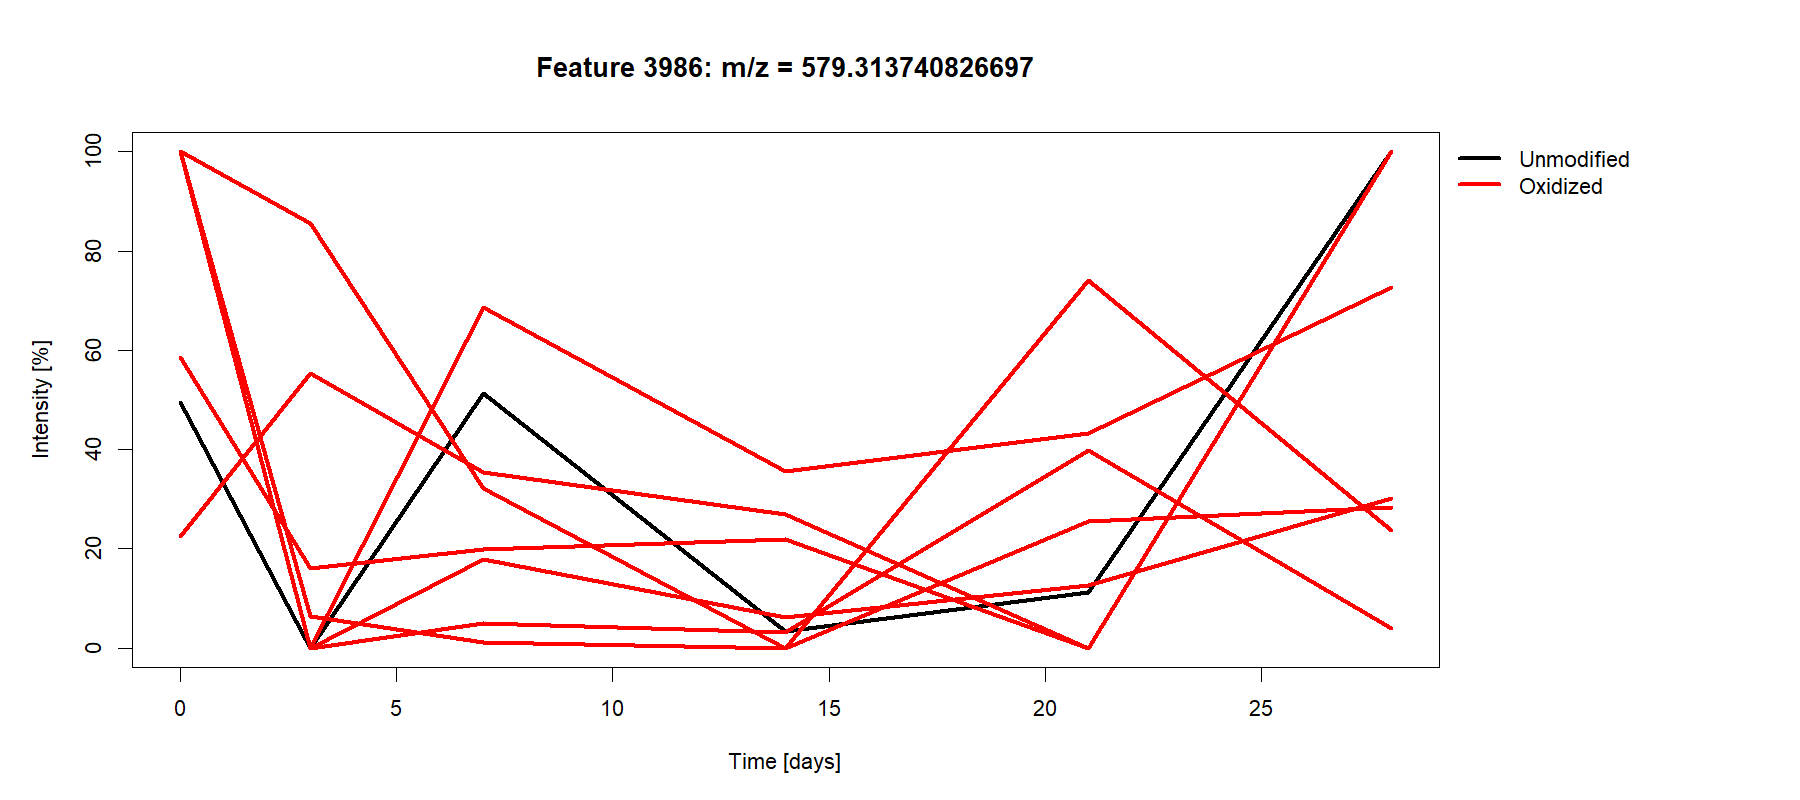 Feature 3986: m/z = 579.313740826697
Unmodified
Oxidized
100
80
60
40
20
0
Intensity [%]
0 5 10 15 20 25
Time [days]